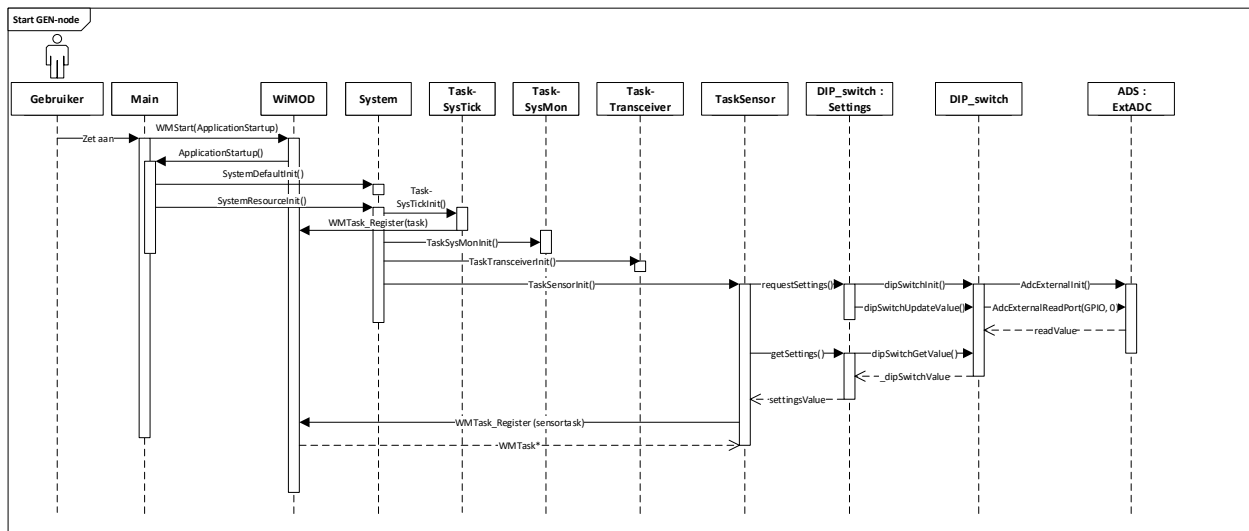 Start GEN-node
Gebruiker
Main
WiMOD
System
Task-
SysTick
Task-
SysMon
Task-
Transceiver
TaskSensor
DIP_switch :
Settings
DIP_switch
ADS :
ExtADC
Zet aan
WMStart(ApplicationStartup)
ApplicationStartup()
SystemDefaultInit()
SystemResourceInit()
Task-
SysTickInit()
WMTask_Register(task)
TaskSysMonInit()
TaskTransceiverInit()
TaskSensorInit()
requestSettings()
dipSwitchInit()
AdcExternalInit()
dipSwitchUpdateValue()
AdcExternalReadPort(GPIO, 0)
readValue
getSettings()
dipSwitchGetValue()
_dipSwitchValue
settingsValue
WMTask_Register (sensortask)
WMTask*